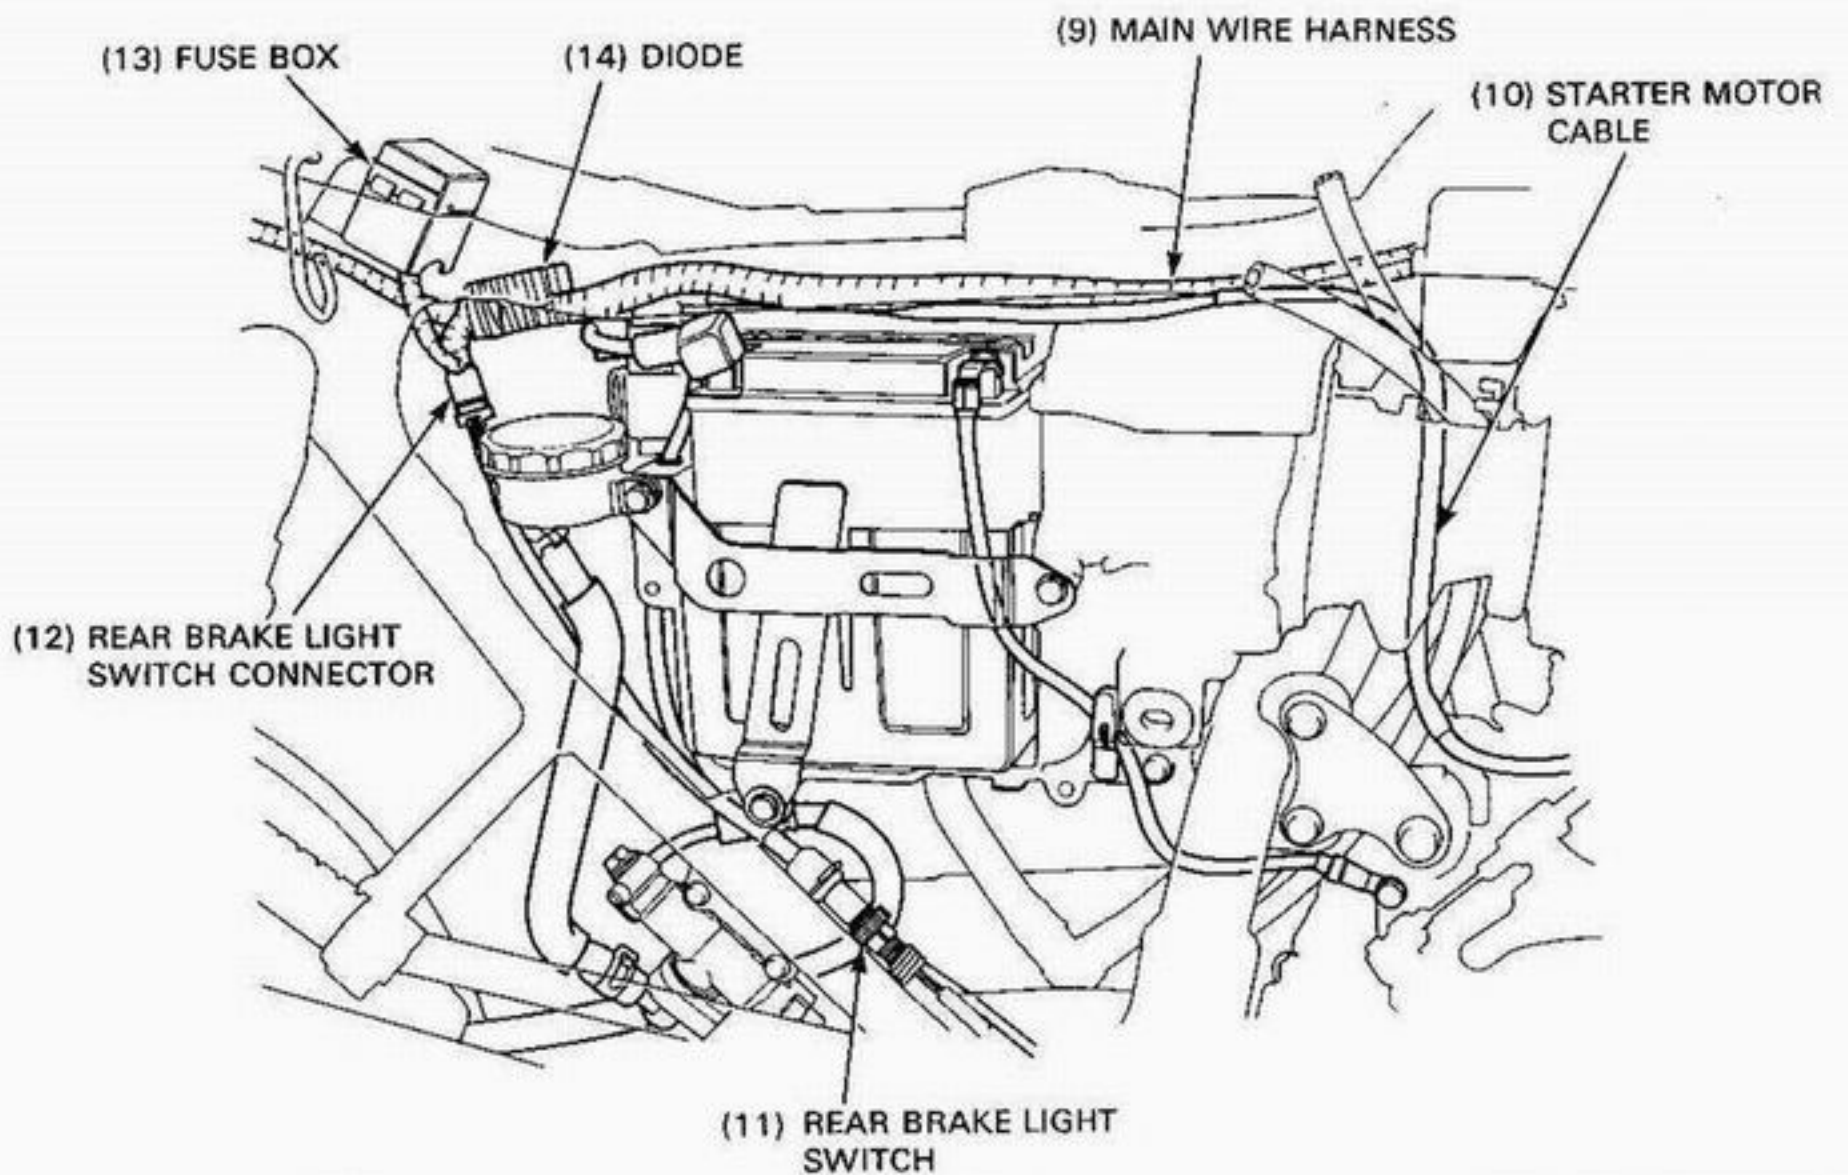 (9) MAIN WIRE HARNESS
(13) FUSE BOX
(14) DIODE
(10) STARTER MOTOR
CABLE
(12) REAR BRAKE LIGHT
SWITCH CONNECTOR
(11) REAR BRAKE LIGHT
SWITCH